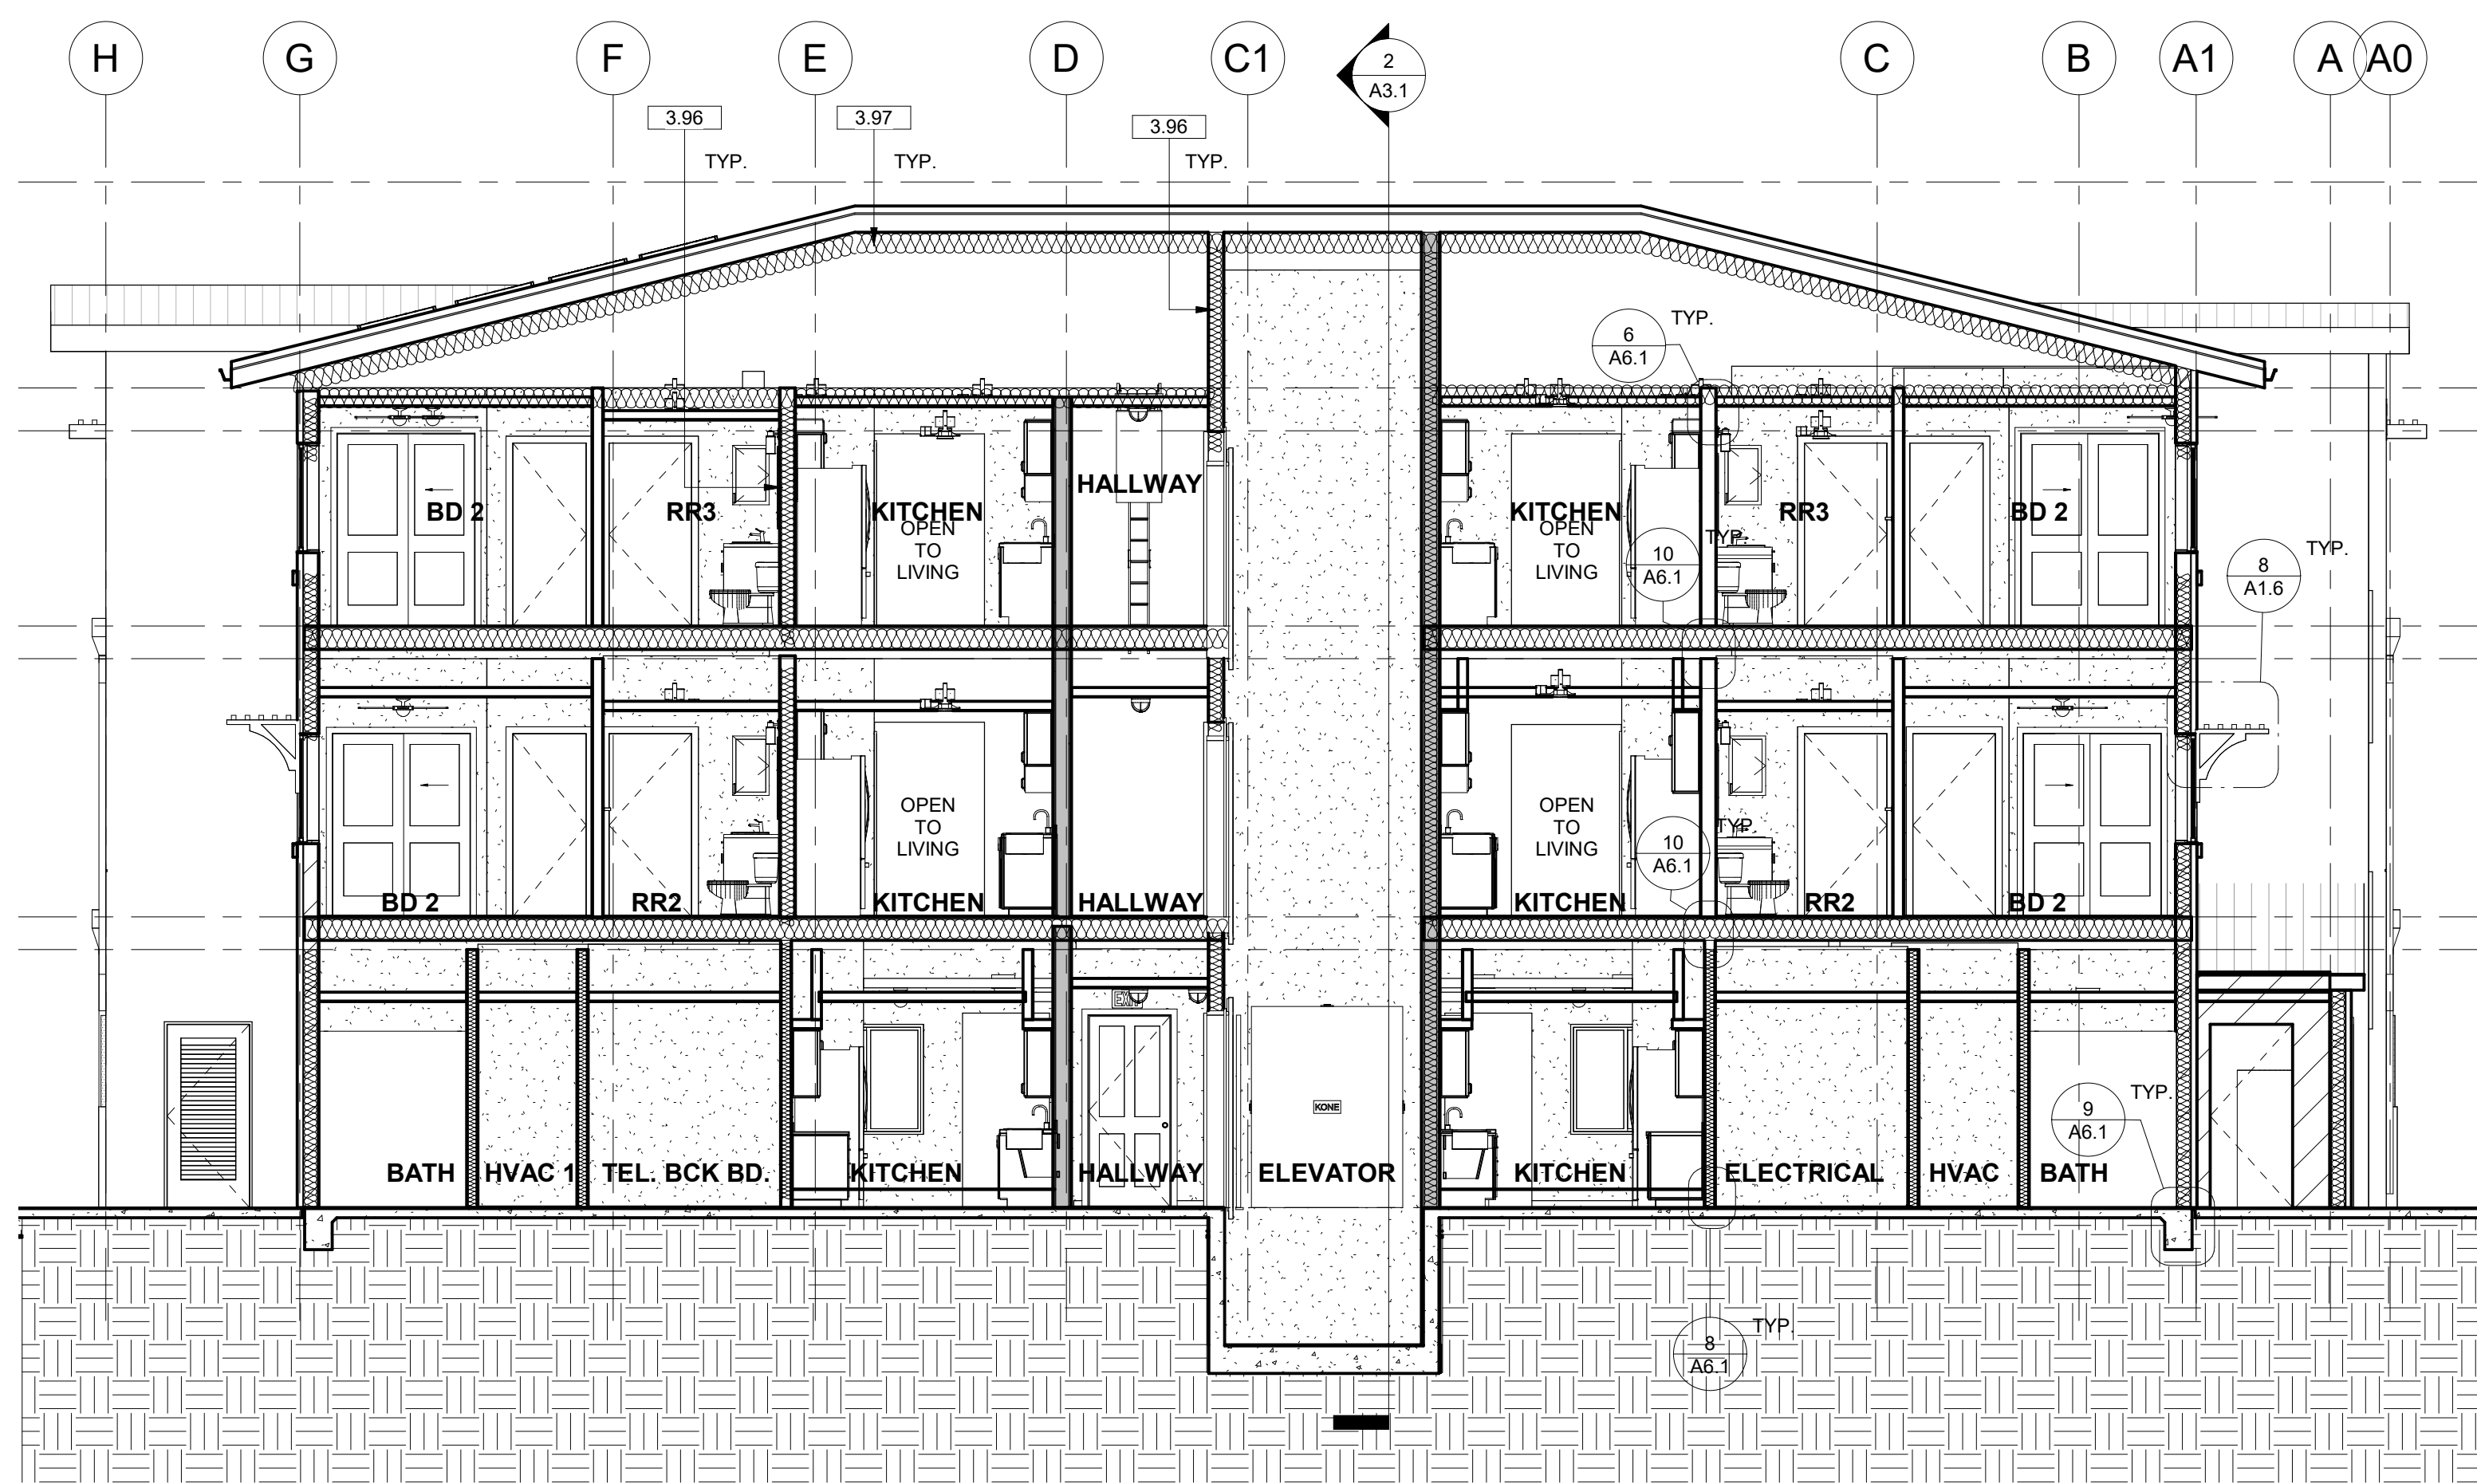 H G F E D C1 C B A1 A A0
2
A3.1
3.96
TYP.
3.97
TYP.
3.96
TYP.
6
A6.1
TYP.
BD 2
RR3
KITCHEN
OPEN
TO
LIVING
HALLWAY
KITCHEN
OPEN
TO
LIVING
10
A6.1
TYP.
RR3
BD 2
8
A1.6
TYP.
BD 2
RR2
OPEN
TO
LIVING
KITCHEN
HALLWAY
OPEN
TO
LIVING
KITCHEN
10
A6.1
TYP.
RR2
BD 2
EXIT
KONE
9
A6.1
TYP.
BATH
HVAC 1
TEL. BCK BD.
KITCHEN
HALLWAY
ELEVATOR
KITCHEN
ELECTRICAL
HVAC
BATH
8
A6.1
TYP.